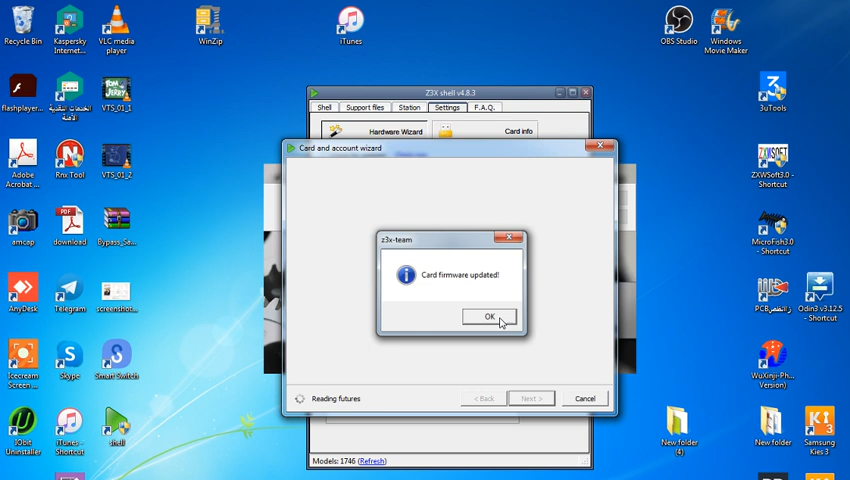 Recycle Bin
Kaspersky Internet...
VLC media player
WinZip
iTunes
OBS Studio
Windows Movie Maker
flashplayer...
الخدمات النقدية الآمنة
VTS_01_1
3uTools
Adobe Acrobat ...
Rnx Tool
VTS_01_2
ZXWSoft3.0 - Shortcut
amcap
download
Bypass_Sa...
MicroFish3.0 - Shortcut
AnyDesk
Telegram
screenshot...
Odin3 v3.12.5 - Shortcut
Icecream Screen ...
Skype
Smart Switch
WuXinji-Ph... Version)
IObit Uninstaller
iTunes - Shortcut
shell
New folder (4)
New folder
Samsung Kies 3
Z3X shell v4.8.3
Shell
Support files
Station
Settings
F.A.Q.
Hardware Wizard
Card info
Card and account wizard
z3x-team
Card firmware updated!
OK
Reading futures
< Back
Next >
Cancel
Models: 1746 (Refresh)